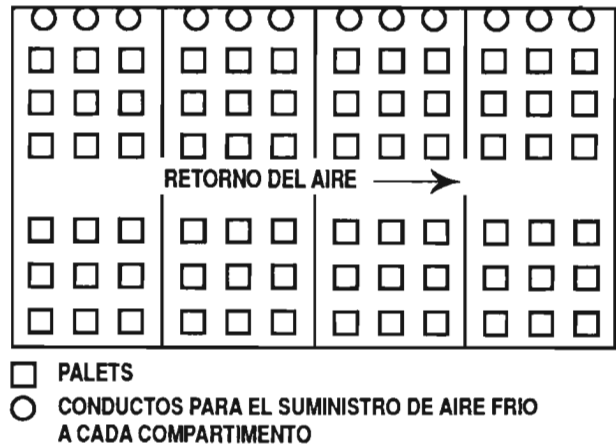 RETORNO DEL AIRE
PALETS
CONDUCTOS PARA EL SUMINISTRO DE AIRE FRIO
A CADA COMPARTIMENTO